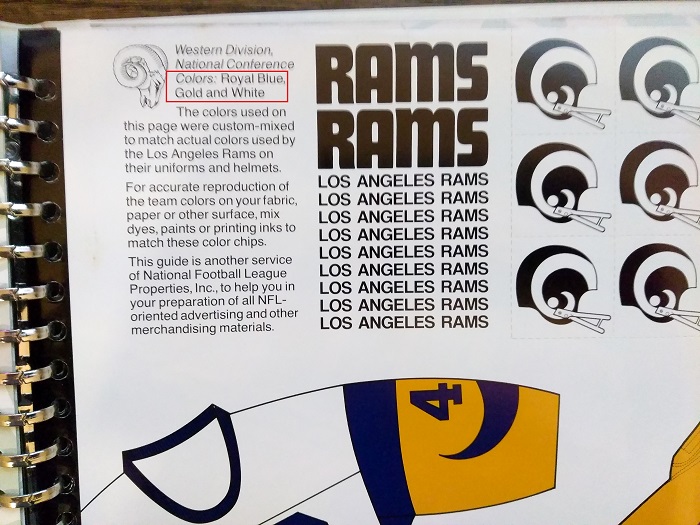 Western Division,
National Conference
Colors: Royal Blue,
Gold and White
The colors used on
this page were custom-mixed
to match actual colors used by
the Los Angeles Rams on
their uniforms and helmets.
For accurate reproduction of
the team colors on your fabric,
paper or other surface, mix
dyes, paints or printing inks to
match these color chips.
This guide is another service
of National Football League
Properties, Inc., to help you in
your preparation of all NFL-
oriented advertising and other
merchandising materials.
RAMS
RAMS
LOS ANGELES RAMS
LOS ANGELES RAMS
LOS ANGELES RAMS
LOS ANGELES RAMS
LOS ANGELES RAMS
LOS ANGELES RAMS
LOS ANGELES RAMS
LOS ANGELES RAMS
LOS ANGELES RAMS
4